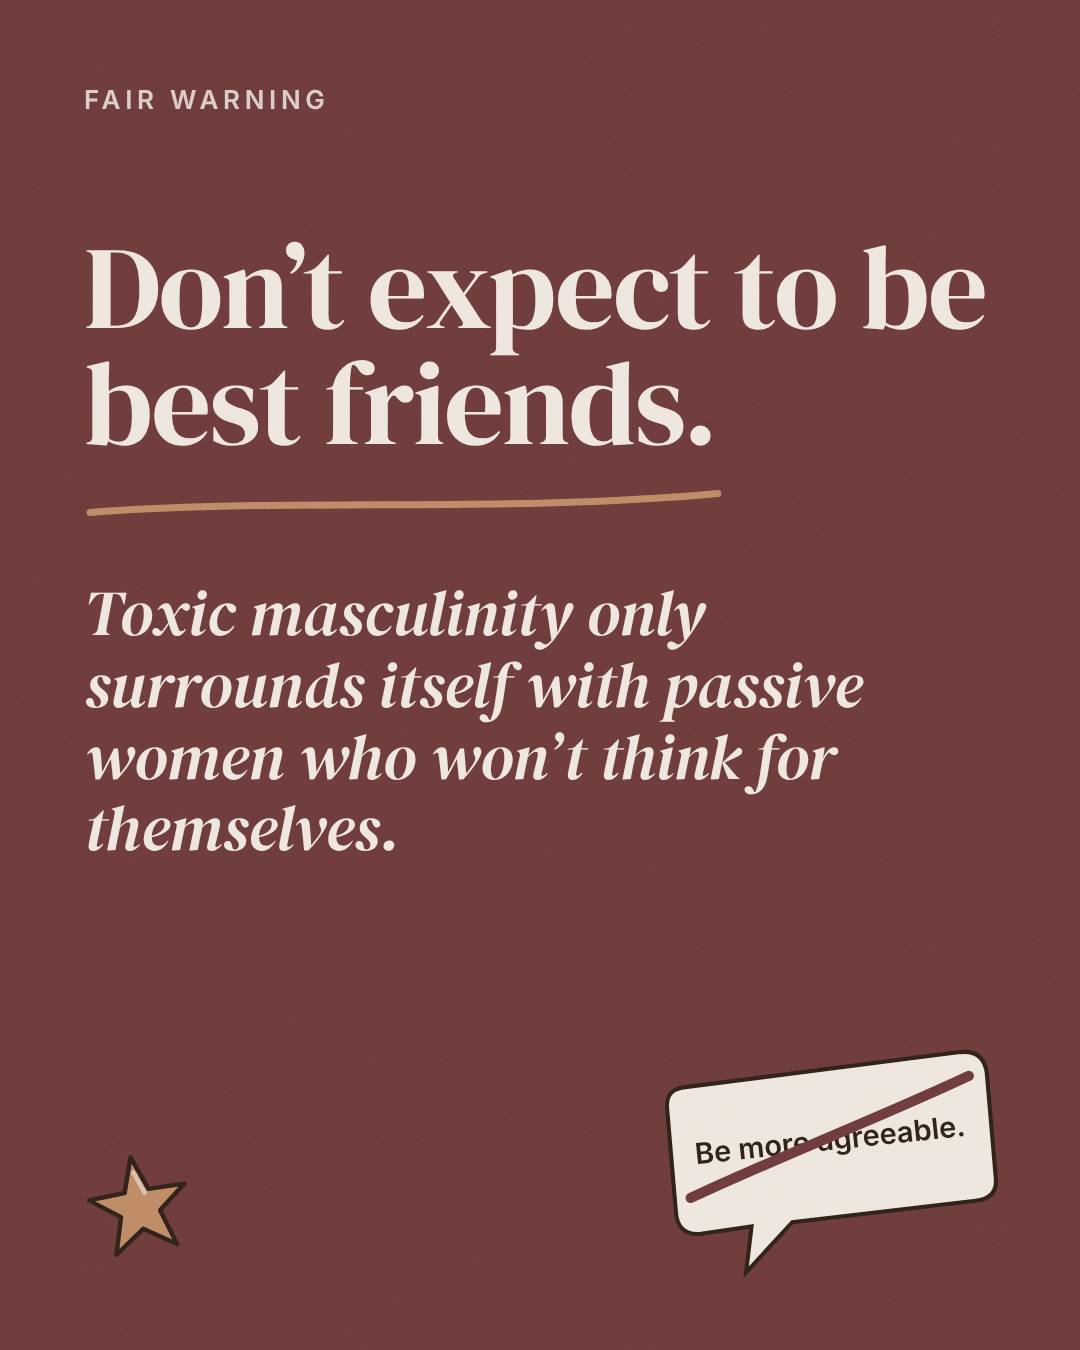 FAIR WARNING
Don’t expect to be
best friends.
Toxic masculinity only
surrounds itself with passive
women who won’t think for
themselves.
Be more agreeable.